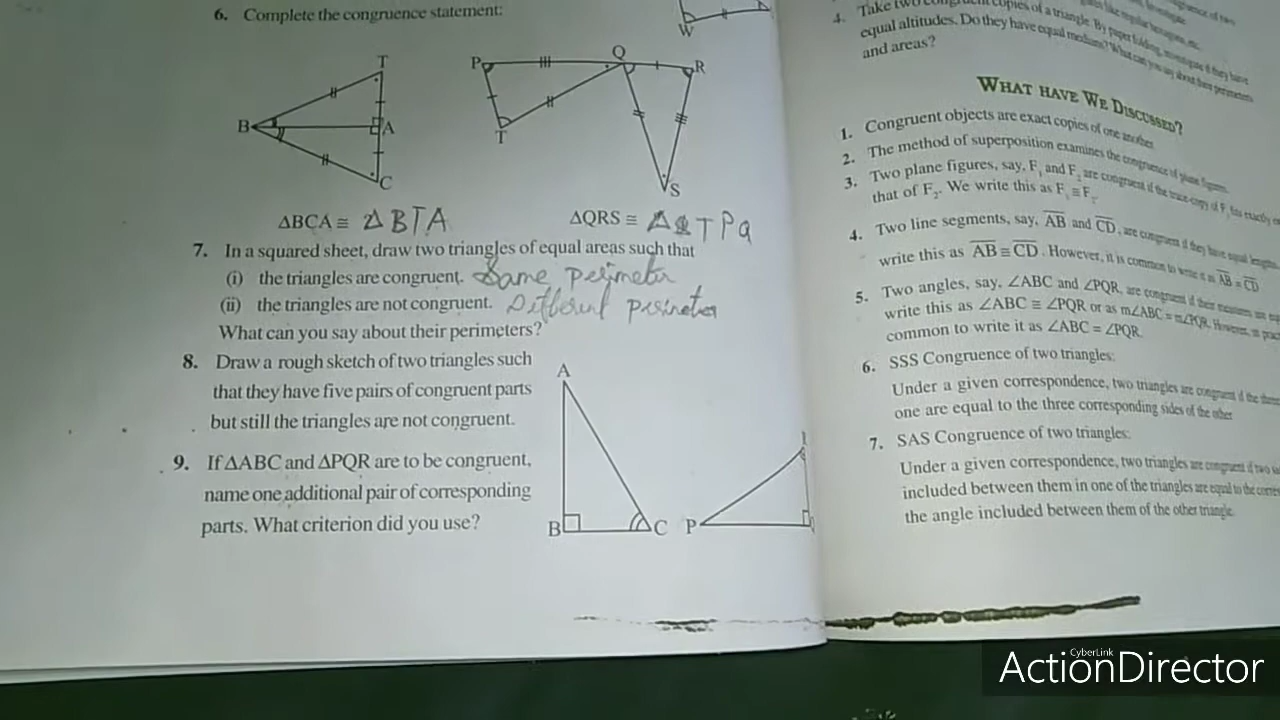 6. Complete the congruence statement:
W
T
B
A
C
P
Q
R
T
S
ΔBCA ≅ ΔBTA
ΔQRS ≅ Δ TPQ
7. In a squared sheet, draw two triangles of equal areas such that
(i) the triangles are congruent. Same perimeter
(ii) the triangles are not congruent. Different perimeter
What can you say about their perimeters?
8. Draw a rough sketch of two triangles such
that they have five pairs of congruent parts
but still the triangles are not congruent.
9. If ΔABC and ΔPQR are to be congruent,
name one additional pair of corresponding
parts. What criterion did you use?
A
B
C
P
4. Take two congruent copies of a triangle. By paper folding, investigate if they have
equal altitudes. Do they have equal medians? What can you say about their perimeters
and areas?
WHAT HAVE WE DISCUSSED?
1. Congruent objects are exact copies of one another.
2. The method of superposition examines the congruence of plane figures.
3. Two plane figures, say, F1 and F2 are congruent if the trace-copy of F1 fits exactly on
that of F2. We write this as F1 ≅ F2.
4. Two line segments, say, AB and CD, are congruent if they have equal lengths.
write this as AB ≅ CD. However, it is common to write it as AB = CD
5. Two angles, say, ∠ABC and ∠PQR, are congruent if their measures are
write this as ∠ABC ≅ ∠PQR or as m∠ABC = m∠PQR. However, in
common to write it as ∠ABC = ∠PQR.
6. SSS Congruence of two triangles:
Under a given correspondence, two triangles are congruent if the three
one are equal to the three corresponding sides of the other.
7. SAS Congruence of two triangles:
Under a given correspondence, two triangles are congruent if two
included between them in one of the triangles are equal to the
the angle included between them of the other triangle.
CyberLink
ActionDirector